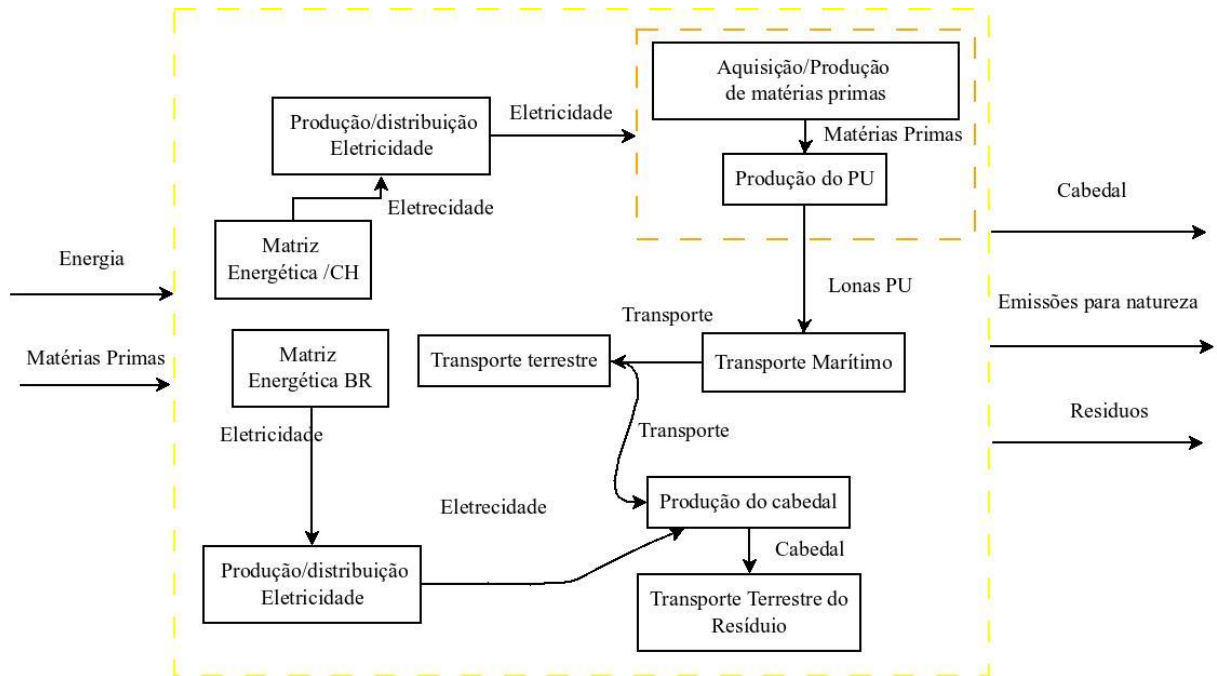 Aquisição/Produção
de matérias primas
Eletricidade
Produção/distribuição
Eletricidade
Matérias Primas
Produção do PU
Cabedal
Eletrecidade
Matriz
Energética /CH
Energia
Lonas PU
Emissões para natureza
Transporte
Matérias Primas
Matriz
Energética BR
Transporte terrestre
Transporte Marítimo
Residuos
Eletricidade
Transporte
Eletrecidade
Produção do cabedal
Cabedal
Produção/distribuição
Eletricidade
Transporte Terrestre do
Resíduio